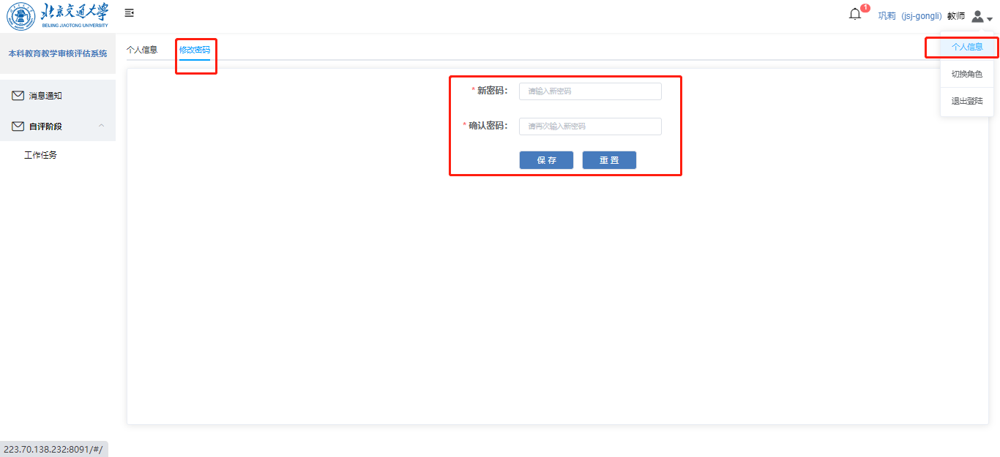 北京交通大学
BEIJING JIAOTONG UNIVERSITY
1
巩莉 (jsj-gongli) 教师
本科教育教学审核评估系统
个人信息
修改密码
个人信息
切换角色
退出登陆
消息通知
自评阶段
工作任务
* 新密码：
请输入新密码
* 确认密码：
请再次输入新密码
保 存
重 置
223.70.138.232:8091/#/